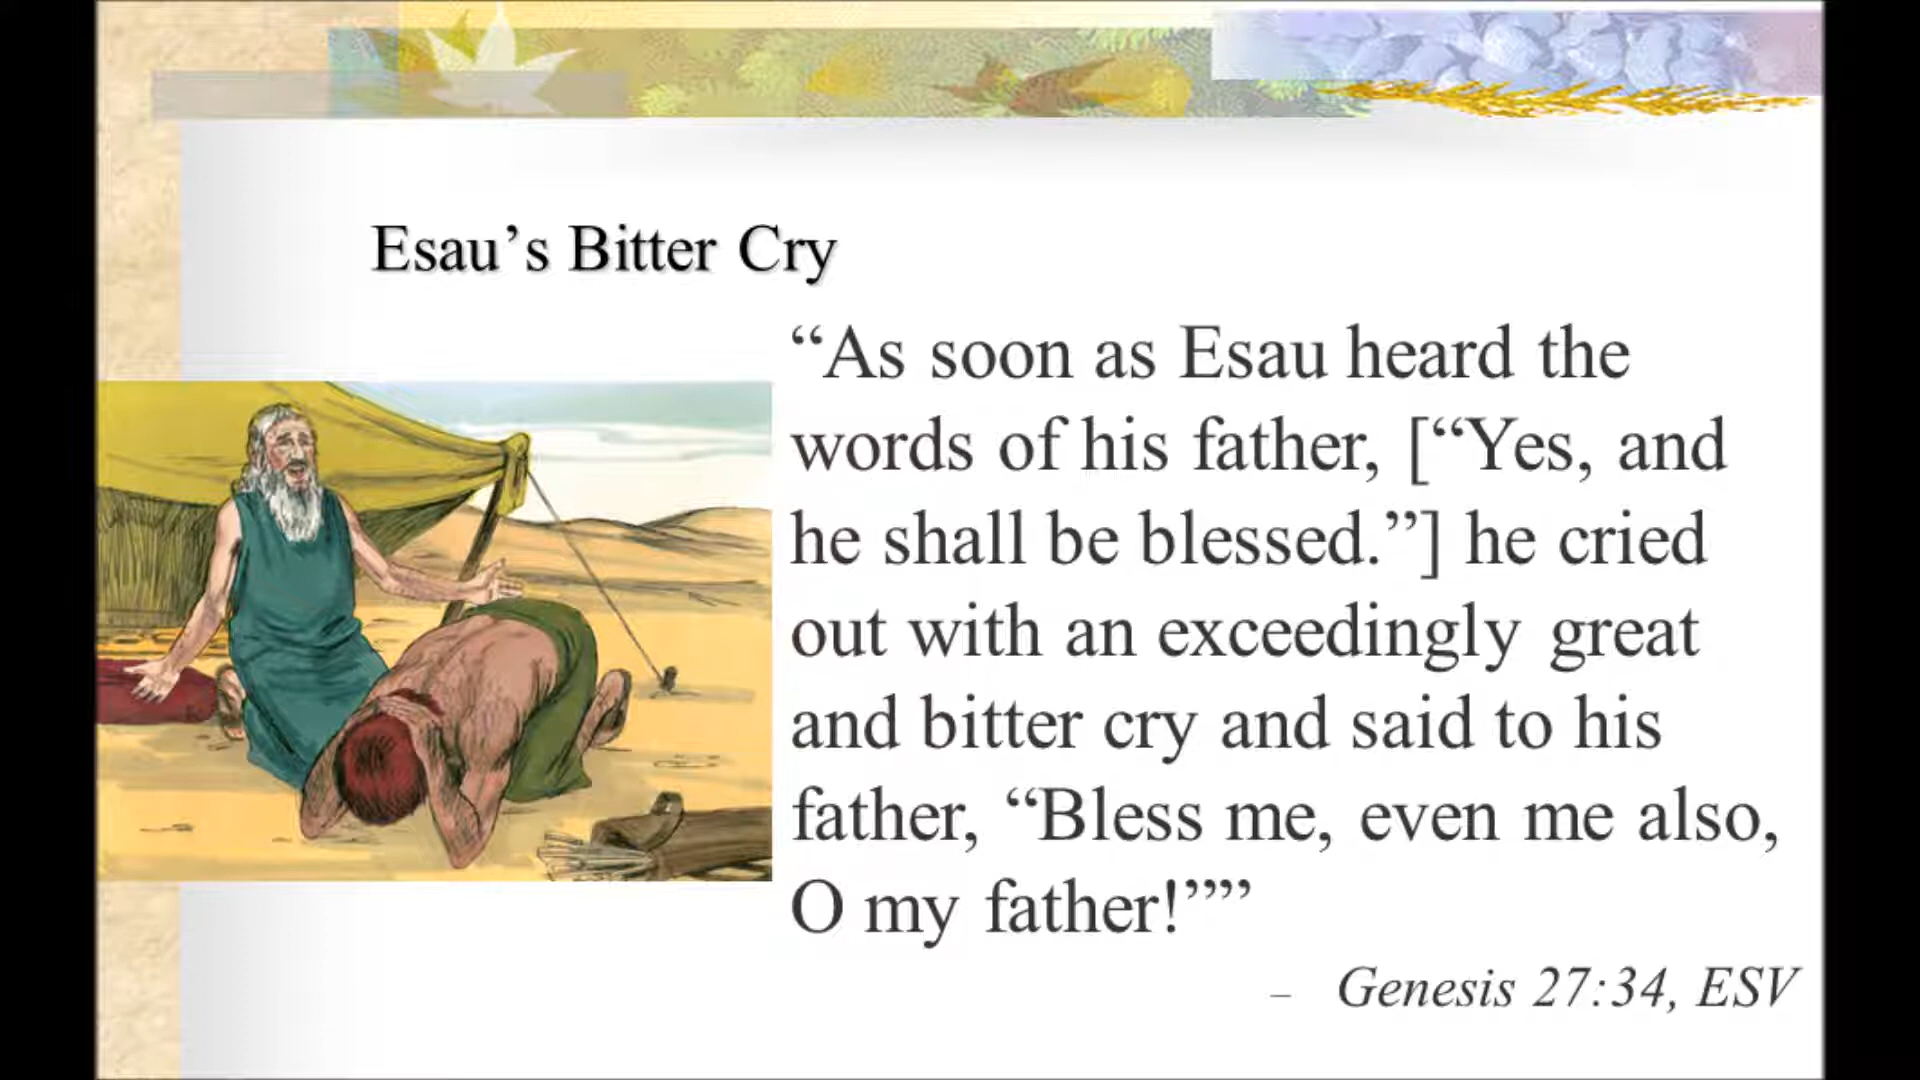 Esau’s Bitter Cry
“As soon as Esau heard the
words of his father, [“Yes, and
he shall be blessed.”] he cried
out with an exceedingly great
and bitter cry and said to his
father, “Bless me, even me also,
O my father!”””
– Genesis 27:34, ESV